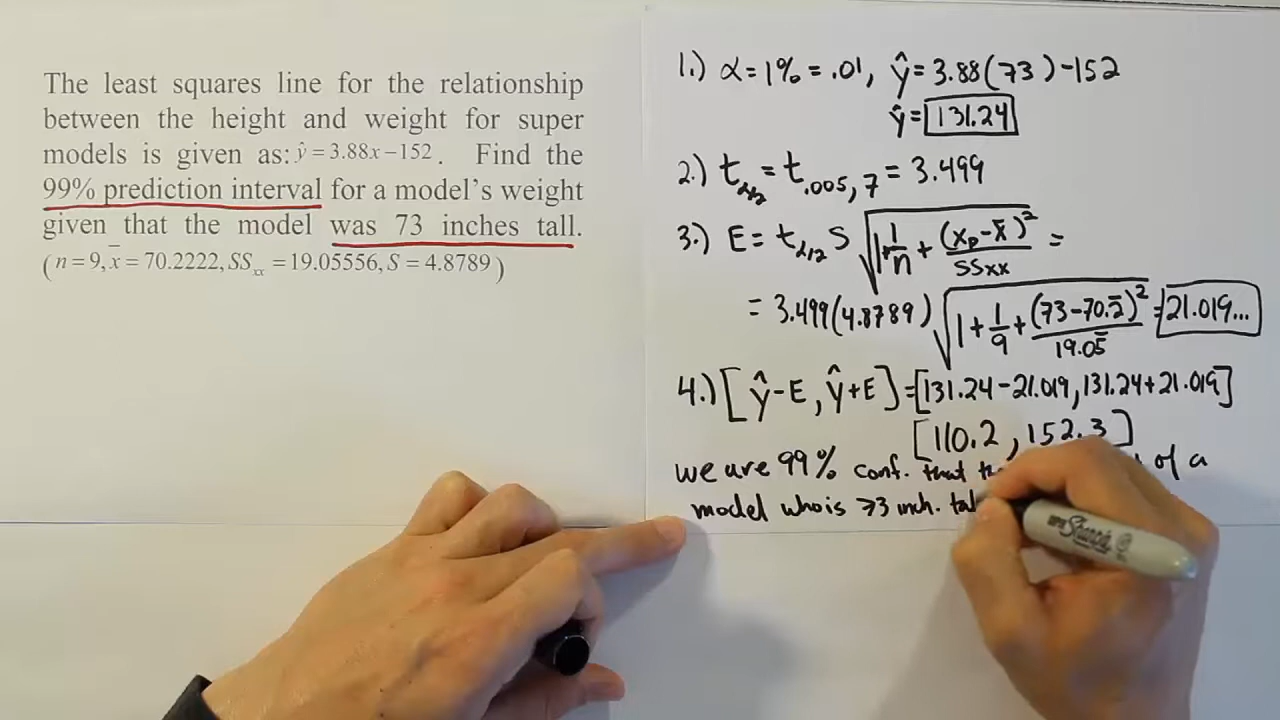 The least squares line for the relationship
between the height and weight for super
models is given as: ŷ = 3.88x − 152 . Find the
99% prediction interval for a model's weight
given that the model was 73 inches tall.
(n = 9, x̄ = 70.2222, SSxx = 19.05556, S = 4.8789)
1.) α = 1% = .01, ŷ = 3.88(73) − 152
ŷ = 131.24
2.) t α/2 = t .005, 7 = 3.499
3.) E = t α/2 S √(1 + 1/n + (xp − x̄)²/SSxx) =
= 3.499(4.8789) √(1 + 1/9 + (73 − 70.2̄)²/19.05̄) = 21.019...
4.) [ŷ − E, ŷ + E] = [131.24 − 21.019, 131.24 + 21.019]
[110.2, 152.3]
we are 99% conf. that of a
model who is 73 inch.
Sharpie